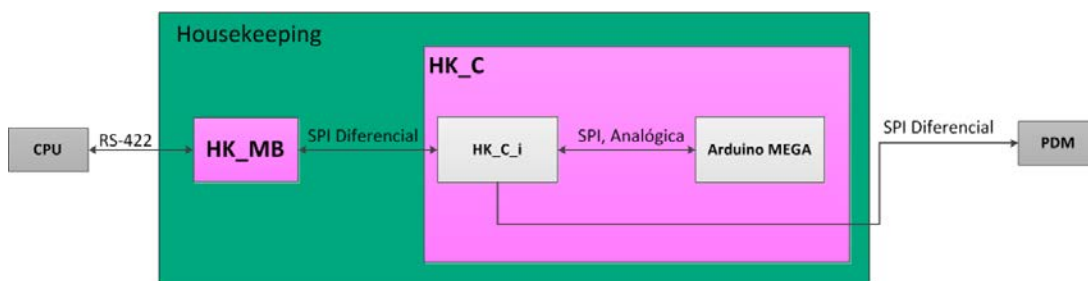 Housekeeping
HK_C
CPU
RS-422
HK_MB
SPI Diferencial
HK_C_i
SPI, Analógica
Arduino MEGA
SPI Diferencial
PDM